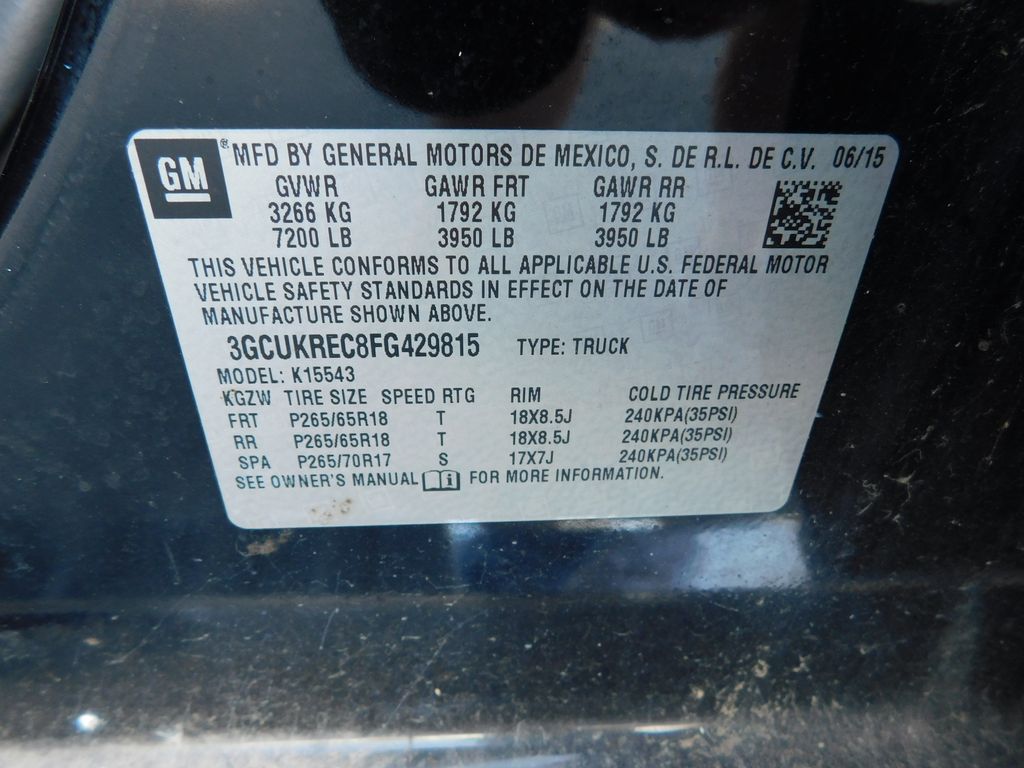 GM ® MFD BY GENERAL MOTORS DE MEXICO, S. DE R.L. DE C.V. 06/15
GVWR GAWR FRT GAWR RR
3266 KG 1792 KG 1792 KG
7200 LB 3950 LB 3950 LB
THIS VEHICLE CONFORMS TO ALL APPLICABLE U.S. FEDERAL MOTOR
VEHICLE SAFETY STANDARDS IN EFFECT ON THE DATE OF
MANUFACTURE SHOWN ABOVE.
3GCUKREC8FG429815 TYPE: TRUCK
MODEL: K15543
KGZW TIRE SIZE SPEED RTG RIM COLD TIRE PRESSURE
FRT P265/65R18 T 18X8.5J 240KPA(35PSI)
RR P265/65R18 T 18X8.5J 240KPA(35PSI)
SPA P265/70R17 S 17X7J 240KPA(35PSI)
SEE OWNER'S MANUAL i FOR MORE INFORMATION.